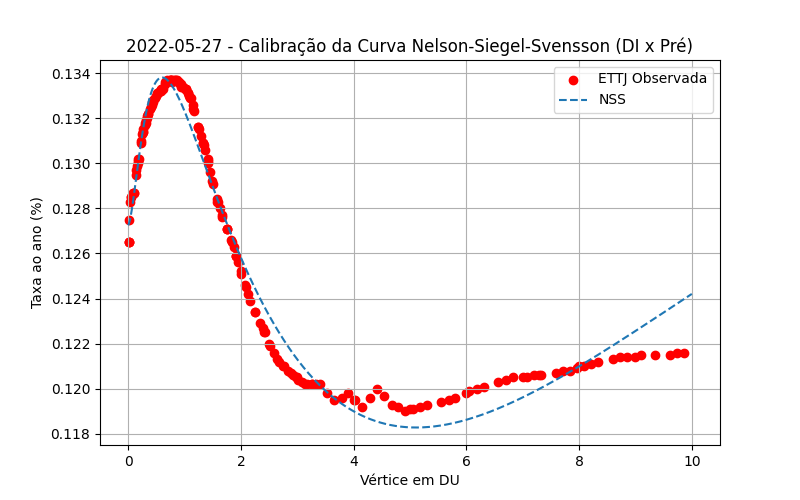 2022-05-27 - Calibração da Curva Nelson-Siegel-Svensson (DI x Pré)
ETTJ Observada
NSS
Taxa ao ano (%)
0.134
0.132
0.130
0.128
0.126
0.124
0.122
0.120
0.118
0 2 4 6 8 10
Vértice em DU